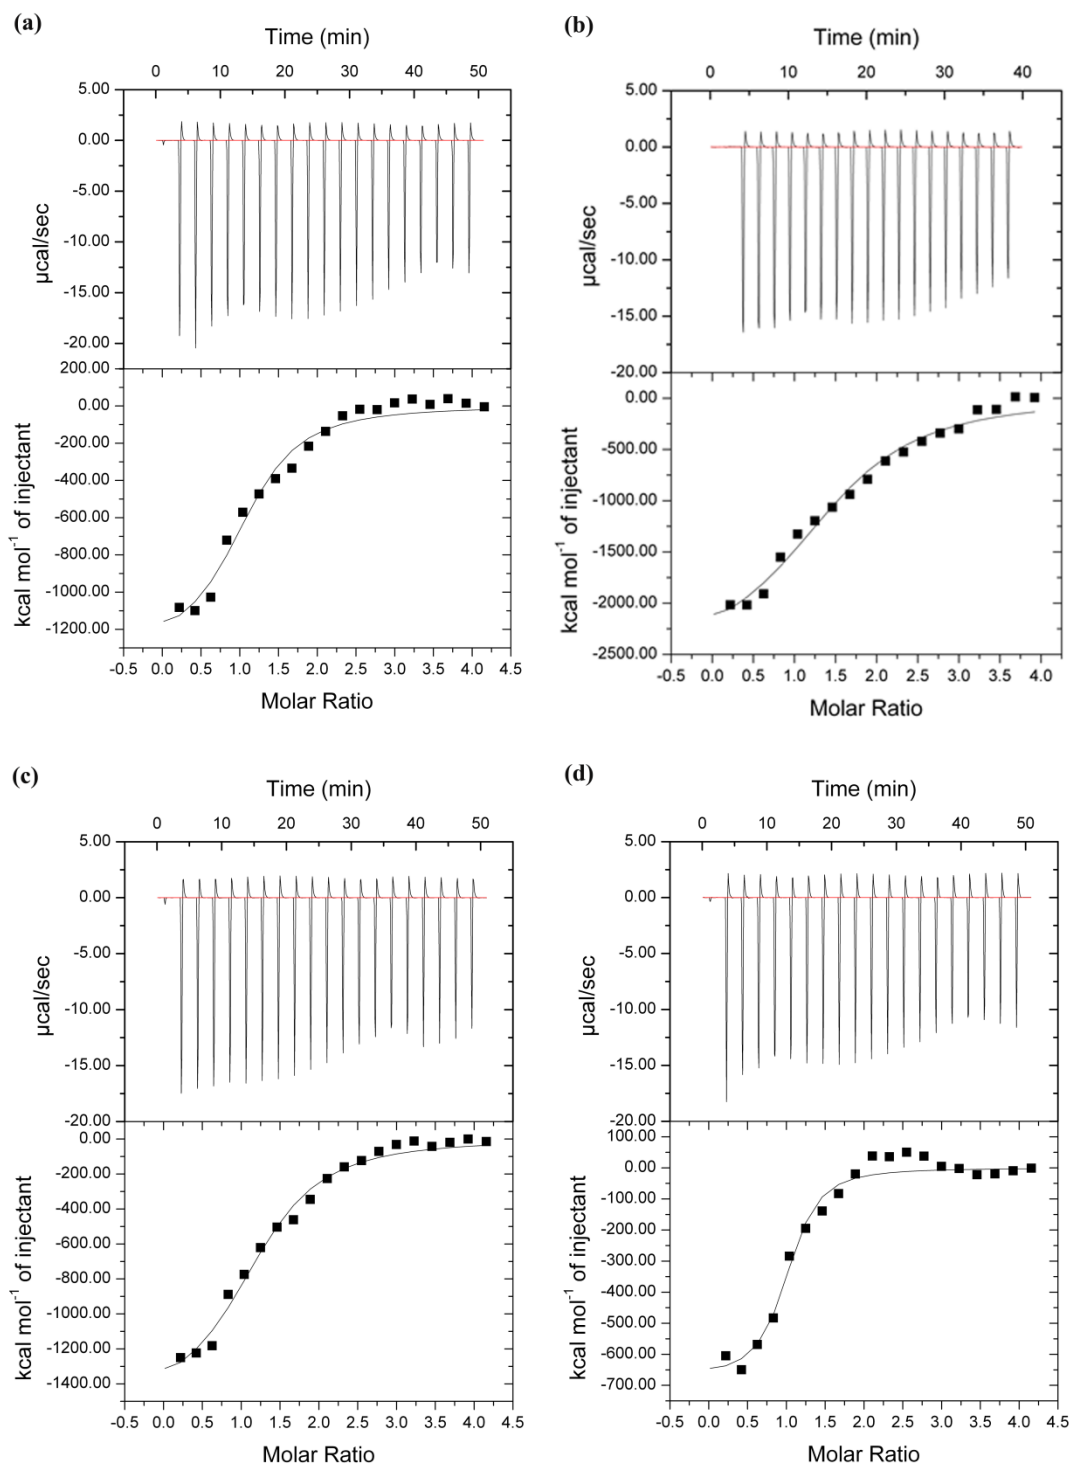 (a)
Time (min)
0 10 20 30 40 50
5.00
0.00
-5.00
-10.00
-15.00
-20.00
µcal/sec
200.00
0.00
-200.00
-400.00
-600.00
-800.00
-1000.00
-1200.00
kcal mol⁻¹ of injectant
-0.5 0.0 0.5 1.0 1.5 2.0 2.5 3.0 3.5 4.0 4.5
Molar Ratio
(b)
Time (min)
0 10 20 30 40
5.00
0.00
-5.00
-10.00
-15.00
-20.00
µcal/sec
0.00
-500.00
-1000.00
-1500.00
-2000.00
-2500.00
kcal mol⁻¹ of injectant
-0.5 0.0 0.5 1.0 1.5 2.0 2.5 3.0 3.5 4.0
Molar Ratio
(c)
Time (min)
0 10 20 30 40 50
5.00
0.00
-5.00
-10.00
-15.00
-20.00
µcal/sec
0.00
-200.00
-400.00
-600.00
-800.00
-1000.00
-1200.00
-1400.00
kcal mol⁻¹ of injectant
-0.5 0.0 0.5 1.0 1.5 2.0 2.5 3.0 3.5 4.0 4.5
Molar Ratio
(d)
Time (min)
0 10 20 30 40 50
5.00
0.00
-5.00
-10.00
-15.00
-20.00
µcal/sec
100.00
0.00
-100.00
-200.00
-300.00
-400.00
-500.00
-600.00
-700.00
kcal mol⁻¹ of injectant
-0.5 0.0 0.5 1.0 1.5 2.0 2.5 3.0 3.5 4.0 4.5
Molar Ratio